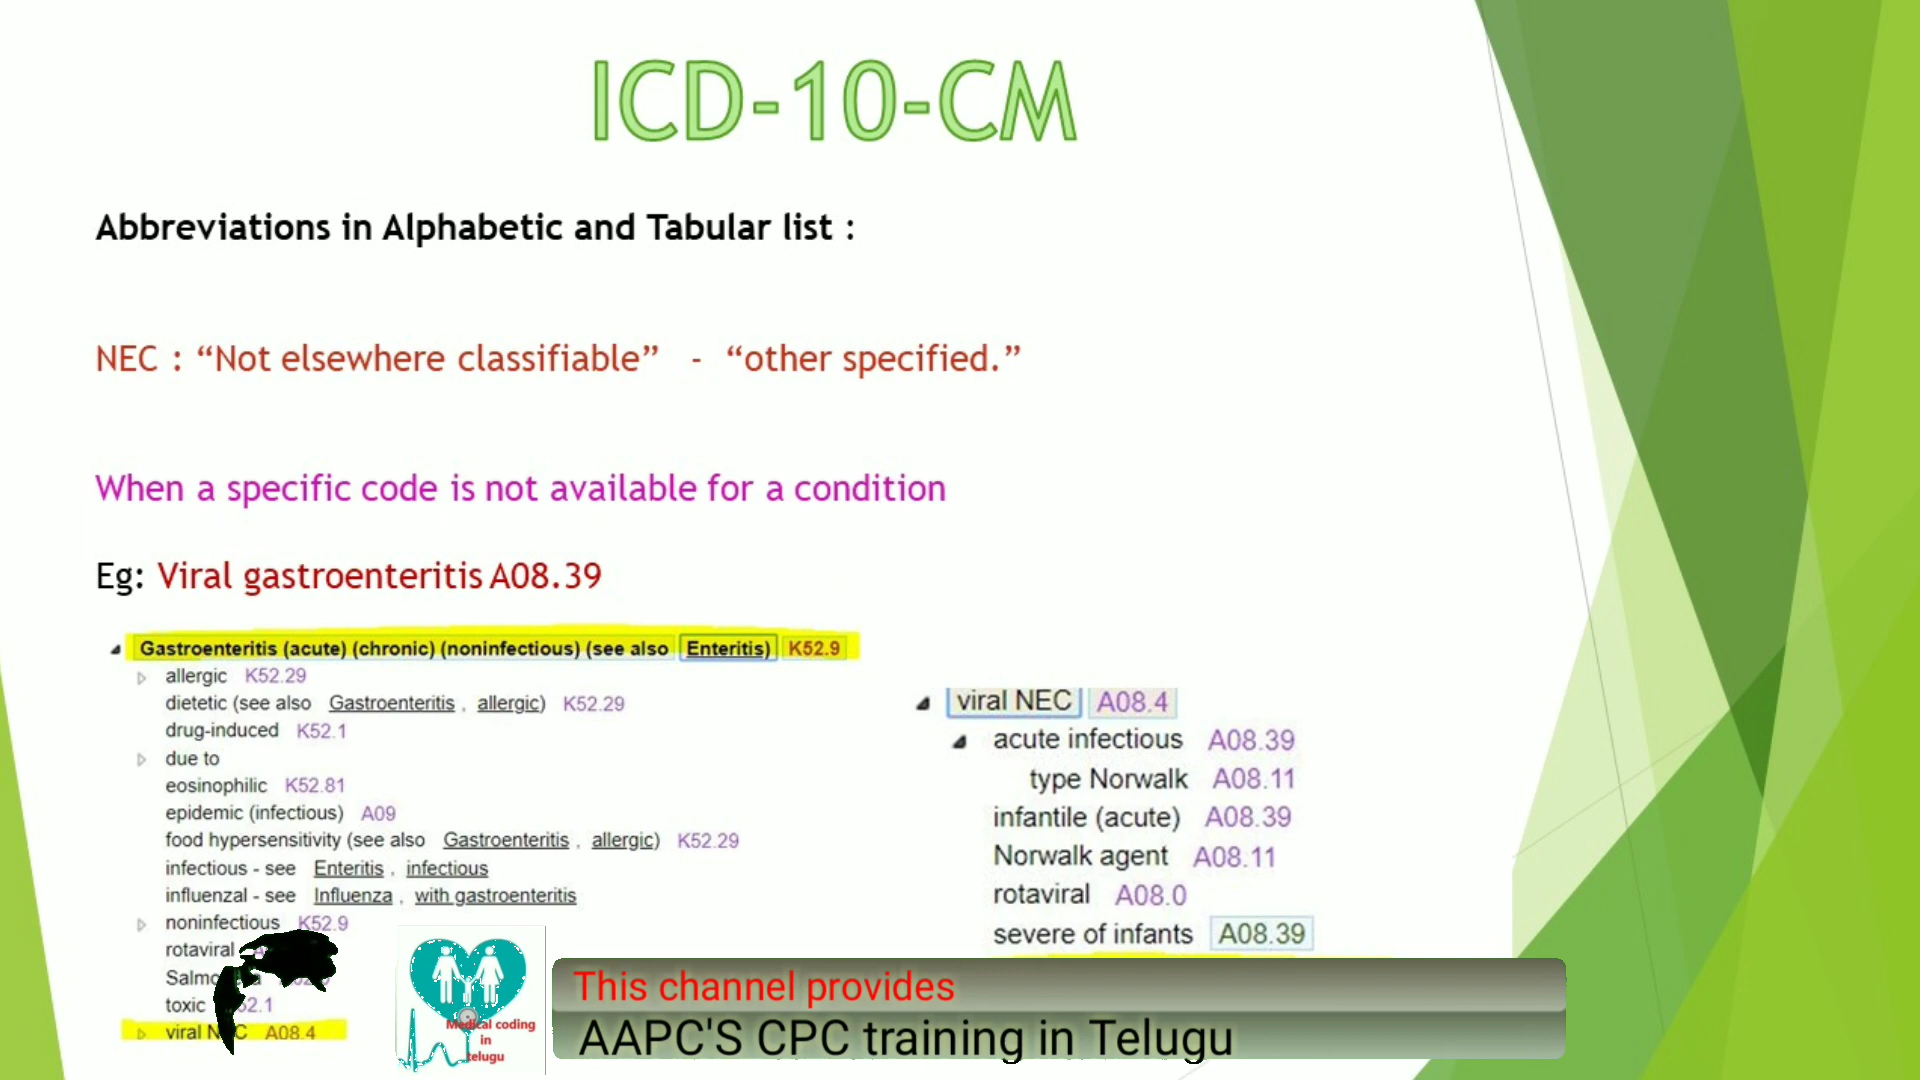 ICD-10-CM
Abbreviations in Alphabetic and Tabular list :
NEC : “Not elsewhere classifiable” - “other specified.”
When a specific code is not available for a condition
Eg: Viral gastroenteritis A08.39
Gastroenteritis (acute) (chronic) (noninfectious) (see also Enteritis) K52.9
allergic K52.29
dietetic (see also Gastroenteritis , allergic) K52.29
drug-induced K52.1
due to
eosinophilic K52.81
epidemic (infectious) A09
food hypersensitivity (see also Gastroenteritis , allergic) K52.29
infectious - see Enteritis , infectious
influenzal - see Influenza , with gastroenteritis
noninfectious K52.9
rotaviral
toxic
viral A08.4
viral NEC A08.4
acute infectious A08.39
type Norwalk A08.11
infantile (acute) A08.39
Norwalk agent A08.11
rotaviral A08.0
severe of infants A08.39
Medical coding
in
telugu
This channel provides
AAPC'S CPC training in Telugu